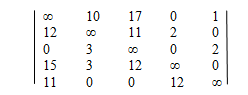 ∞ 10 17 0 1
12 ∞ 11 2 0
0 3 ∞ 0 2
15 3 12 ∞ 0
11 0 0 12 ∞